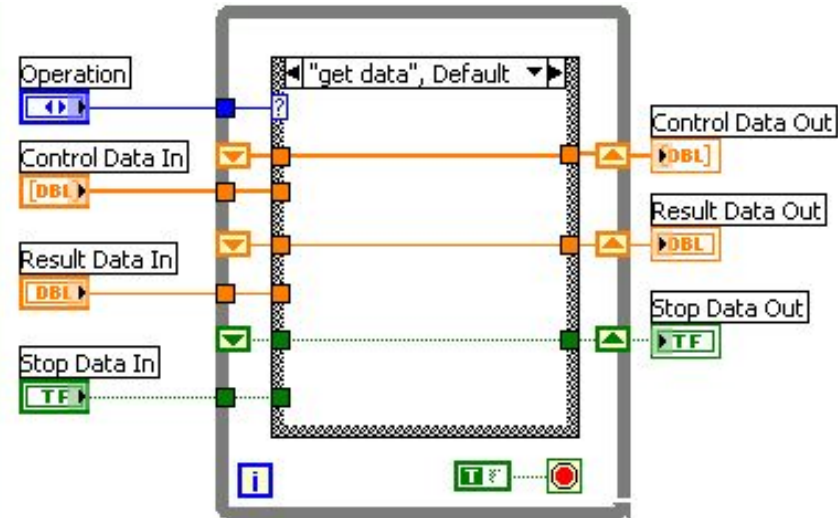 Operation
"get data", Default
?
Control Data In
[DBL]
Control Data Out
[DBL]
Result Data In
DBL
Result Data Out
DBL
Stop Data In
TF
Stop Data Out
TF
i
T